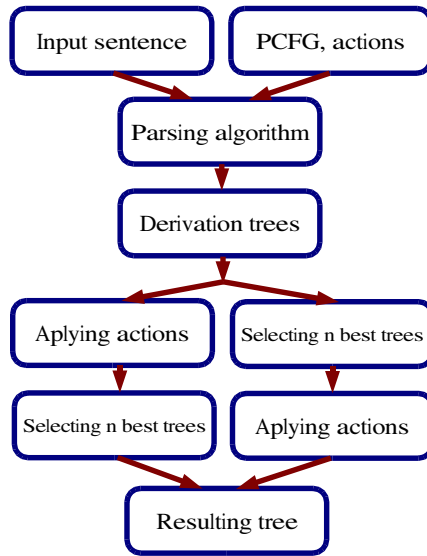 Input sentence
PCFG, actions
Parsing algorithm
Derivation trees
Aplying actions
Selecting n best trees
Selecting n best trees
Aplying actions
Resulting tree